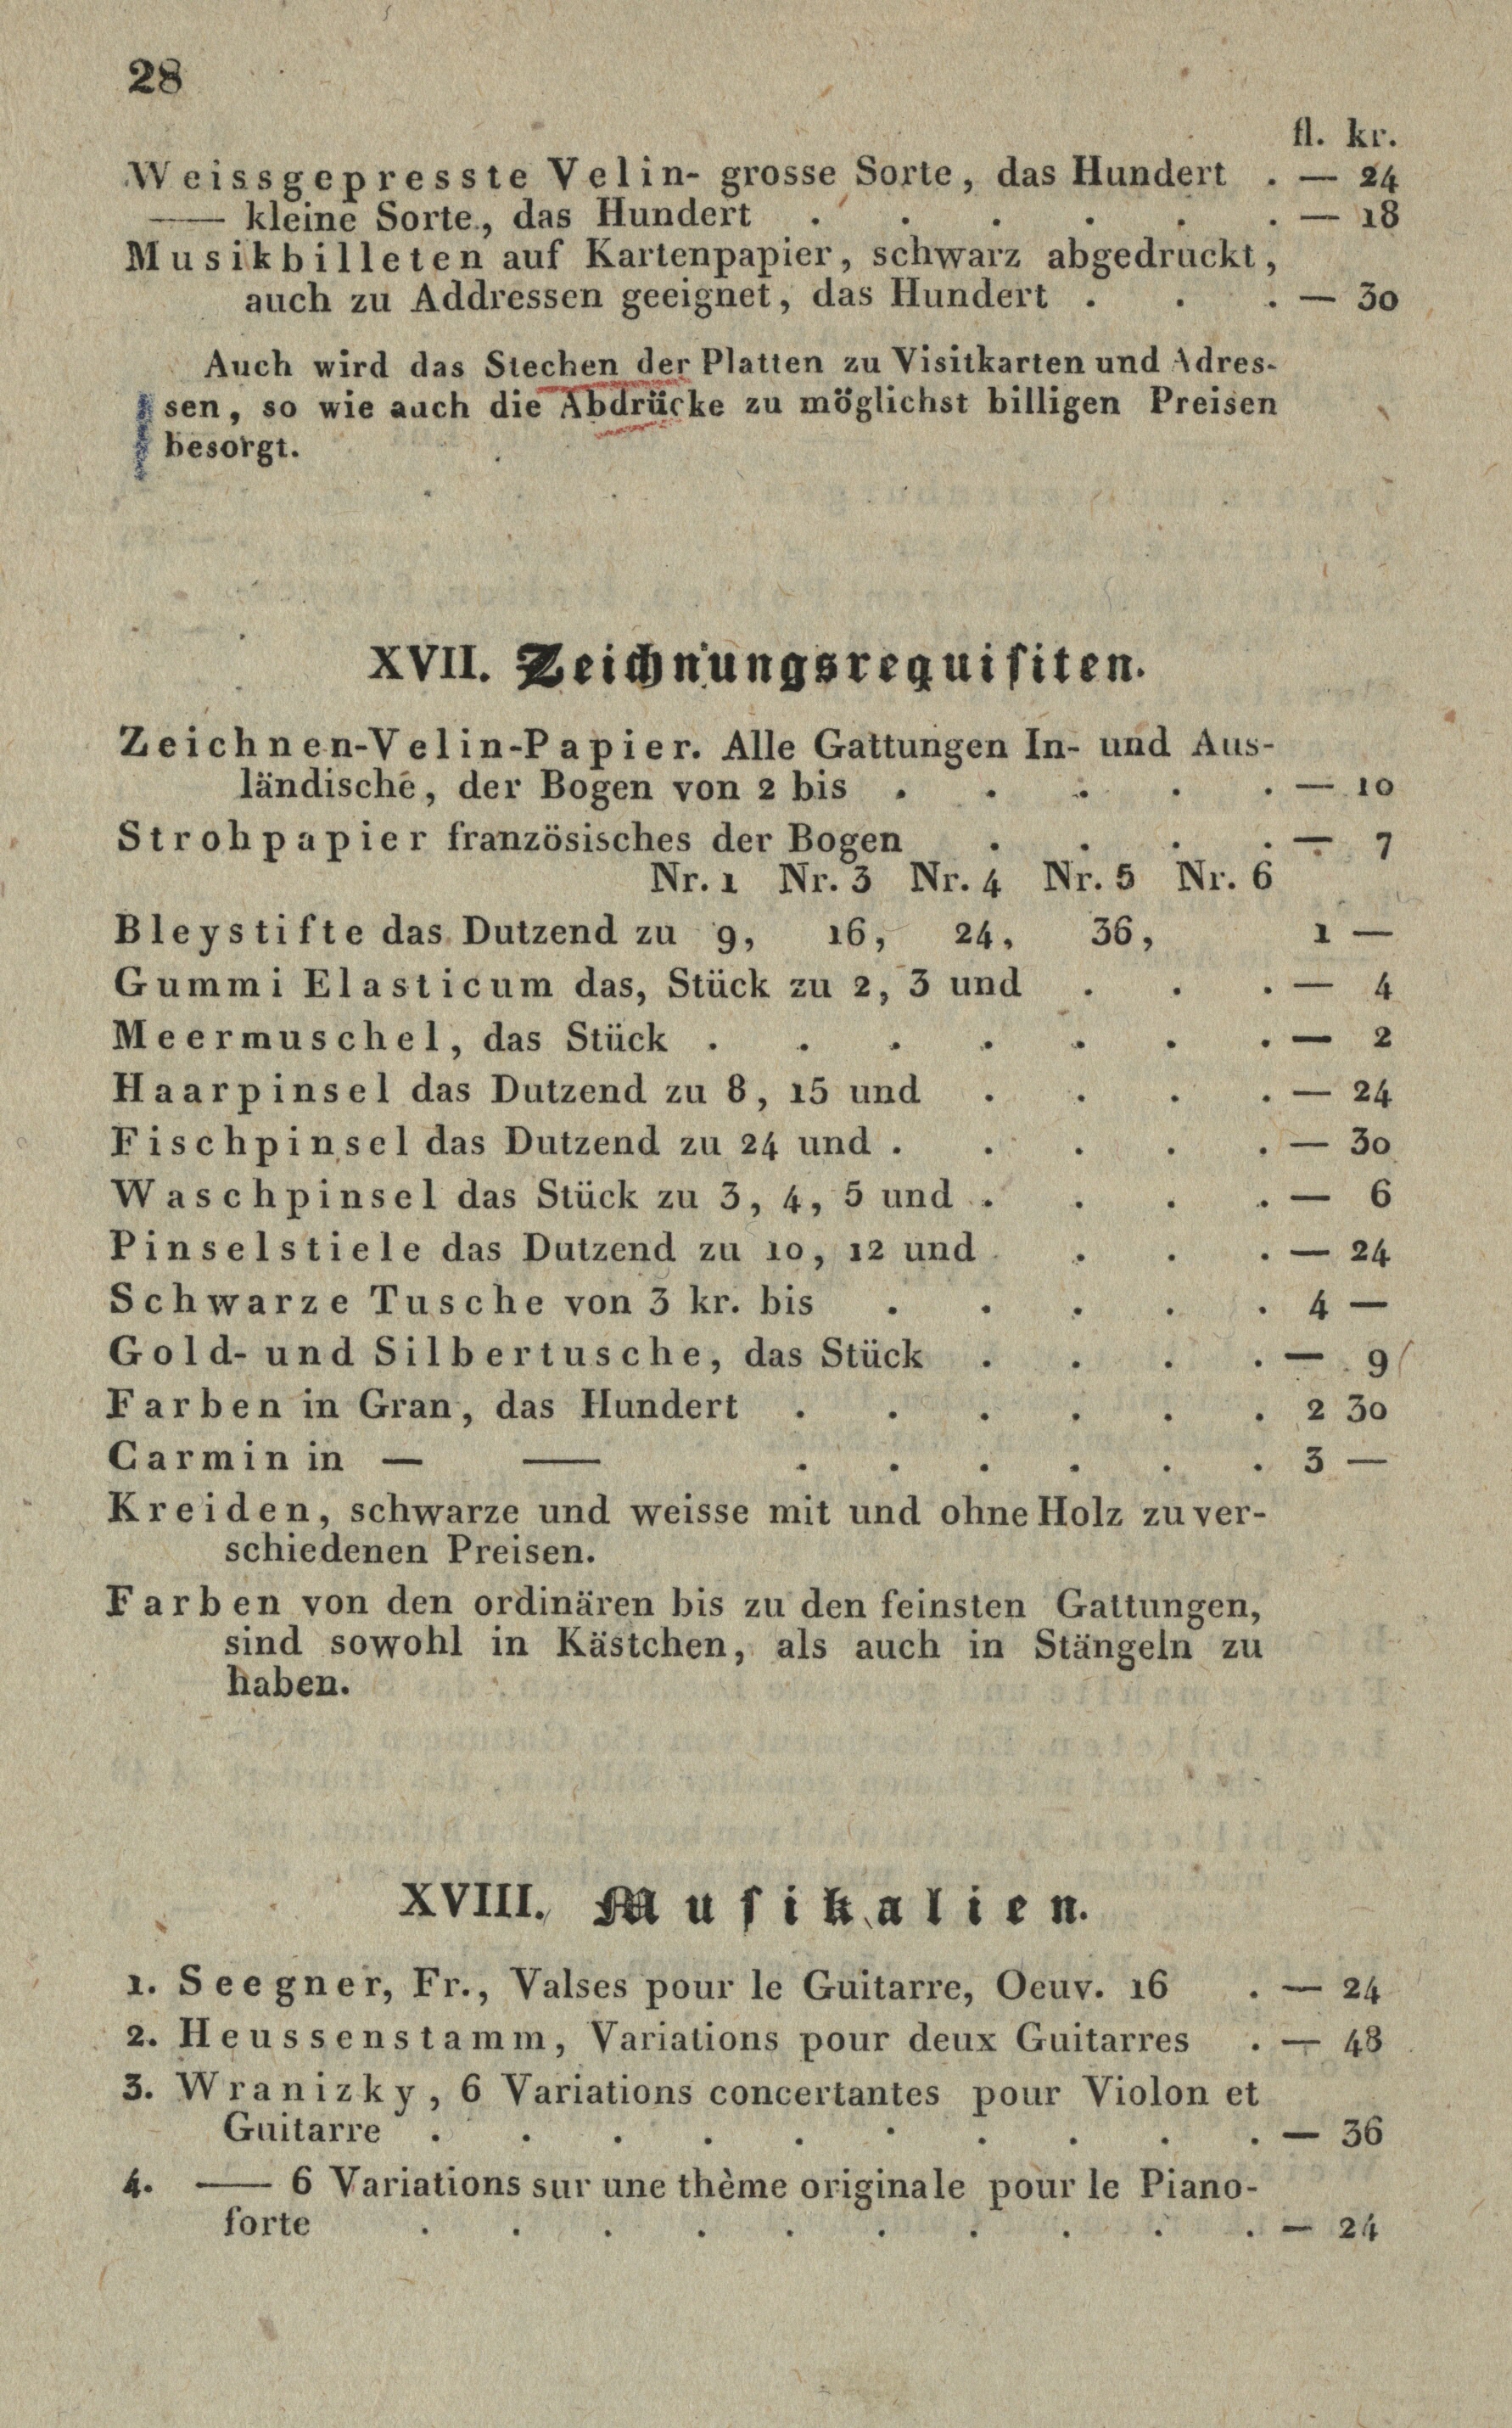 28
fl. kr.
Weissgepresste Velin- grosse Sorte, das Hundert . — 24
—— kleine Sorte, das Hundert . . . . . . — 18
Musikbilleten auf Kartenpapier, schwarz abgedruckt,
auch zu Addressen geeignet, das Hundert . . . — 30
Auch wird das Stechen der Platten zu Visitkarten und Adres-
sen, so wie auch die Abdrücke zu möglichst billigen Preisen
besorgt.
XVII. Zeichnungsrequiſiten.
Zeichnen-Velin-Papier. Alle Gattungen In- und Aus-
ländische, der Bogen von 2 bis . . . . . — 10
Strohpapier französisches der Bogen . . . . — 7
Nr. 1 Nr. 3 Nr. 4 Nr. 5 Nr. 6
Bleystifte das Dutzend zu 9, 16, 24, 36, 1 —
Gummi Elasticum das, Stück zu 2, 3 und . . . — 4
Meermuschel, das Stück . . . . . . . — 2
Haarpinsel das Dutzend zu 8, 15 und . . . . — 24
Fischpinsel das Dutzend zu 24 und . . . . . — 30
Waschpinsel das Stück zu 3, 4, 5 und . . . . — 6
Pinselstiele das Dutzend zu 10, 12 und . . . — 24
Schwarze Tusche von 3 kr. bis . . . . . 4 —
Gold- und Silbertusche, das Stück . . . . — 9
Farben in Gran, das Hundert . . . . . . 2 30
Carmin in — —— . . . . . . 3 —
Kreiden, schwarze und weisse mit und ohne Holz zu ver-
schiedenen Preisen.
Farben von den ordinären bis zu den feinsten Gattungen,
sind sowohl in Kästchen, als auch in Stängeln zu
haben.
XVIII. Muſikalien.
1. Seegner, Fr., Valses pour le Guitarre, Oeuv. 16 . — 24
2. Heussenstamm, Variations pour deux Guitarres . — 48
3. Wranizky, 6 Variations concertantes pour Violon et
Guitarre . . . . . . . . . . — 36
4. —— 6 Variations sur une thème originale pour le Piano-
forte . . . . . . . . . . — 24